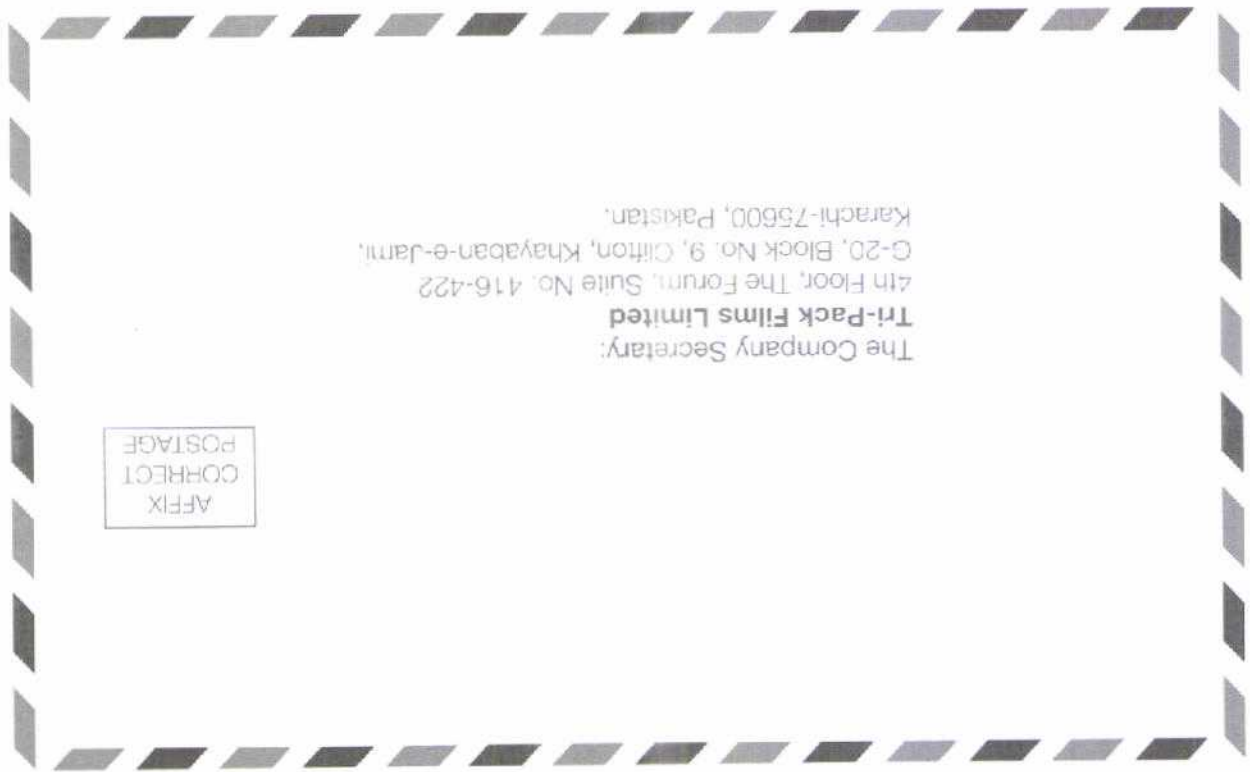 AFFIX
CORRECT
POSTAGE
The Company Secretary:
Tri-Pack Films Limited
4th Floor, The Forum, Suite No. 416-422
G-20, Block No. 9, Clifton, Khayaban-e-Jami,
Karachi-75600, Pakistan.